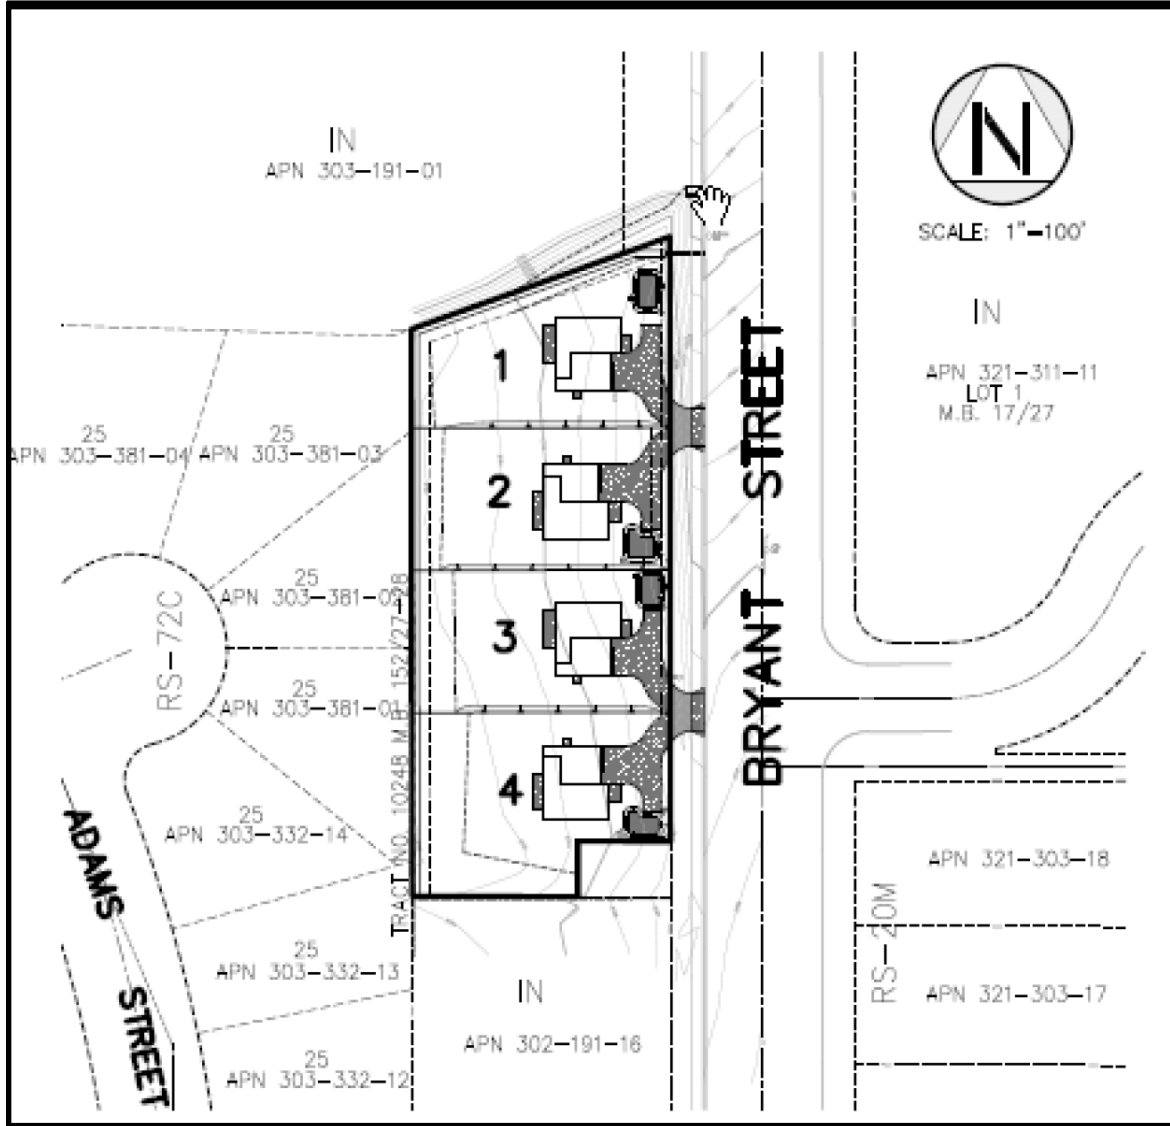 IN
APN 303-191-01
N
SCALE: 1"-100'
IN
APN 321-311-11
LOT 1
M.B. 17/27
1
25
APN 303-381-04
25
APN 303-381-03
2
BRYANT STREET
25
APN 303-381-02
RS-72C
3
25
APN 303-381-01
TRACT NO. 10248 M.B. 152/27-28
4
25
APN 303-332-14
ADAMS STREET
APN 321-303-18
RS-20M
25
APN 303-332-13
IN
APN 321-303-17
APN 302-191-16
25
APN 303-332-12